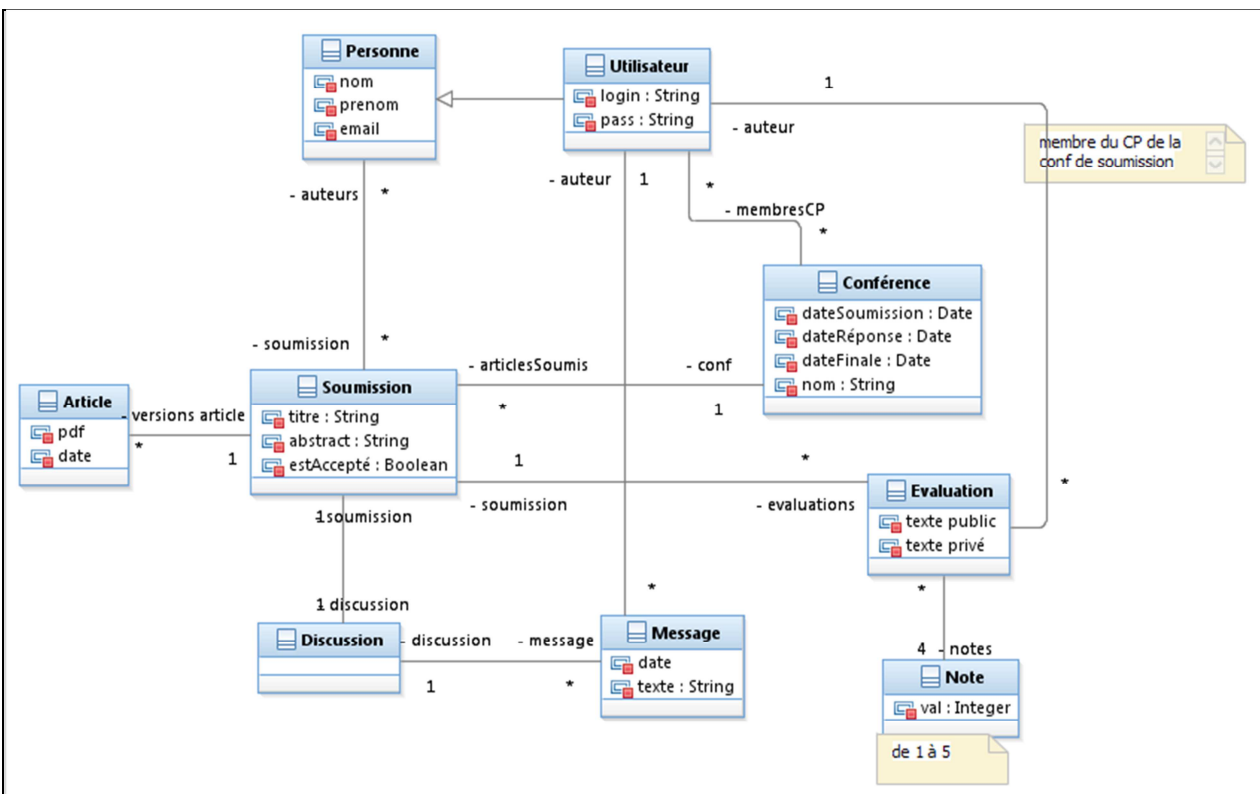 Personne
nom
prenom
email
Utilisateur
login : String
pass : String
1
- auteur
membre du CP de la
conf de soumission
- auteurs
*
- auteur
1
*
- membresCP
*
Conférence
dateSoumission : Date
dateRéponse : Date
dateFinale : Date
nom : String
- soumission
*
- articlesSoumis
- conf
*
1
Article
pdf
date
- versions article
*
1
Soumission
titre : String
abstract : String
estAccepté : Boolean
1
*
- soumission
- evaluations
*
Evaluation
texte public
texte privé
1
- soumission
1 discussion
Discussion
- discussion
- message
1
*
*
Message
date
texte : String
*
4
- notes
Note
val : Integer
de 1 à 5